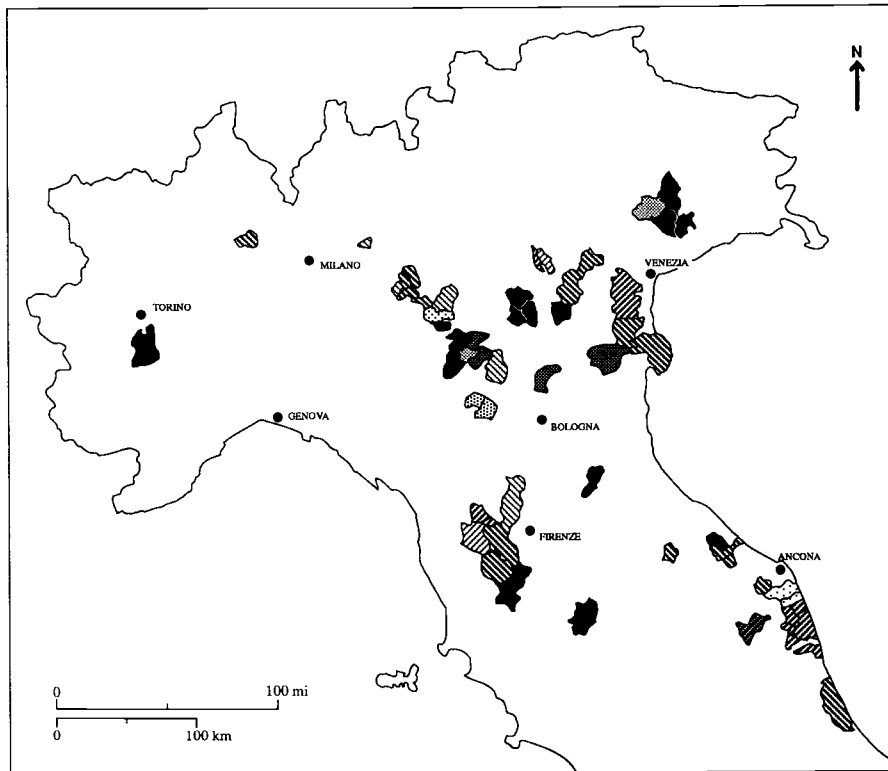 N
VENEZIA
MILANO
TORINO
GENOVA
BOLOGNA
FIRENZE
ANCONA
0 100 mi
0 100 km